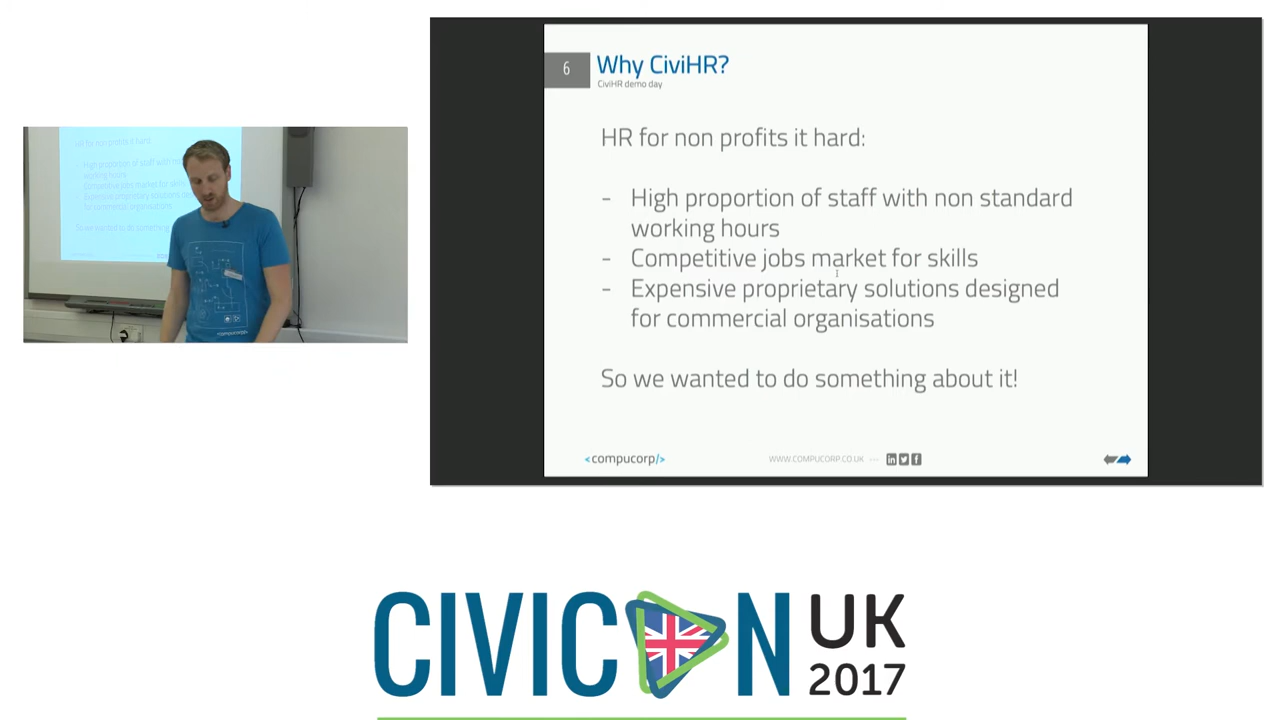 6
Why CiviHR?
CiviHR demo day
HR for non profits it hard:
- High proportion of staff with non standard
working hours
- Competitive jobs market for skills
- Expensive proprietary solutions designed
for commercial organisations
So we wanted to do something about it!
<compucorp/>
WWW.COMPUCORP.CO.UK
CIVICON UK
2017